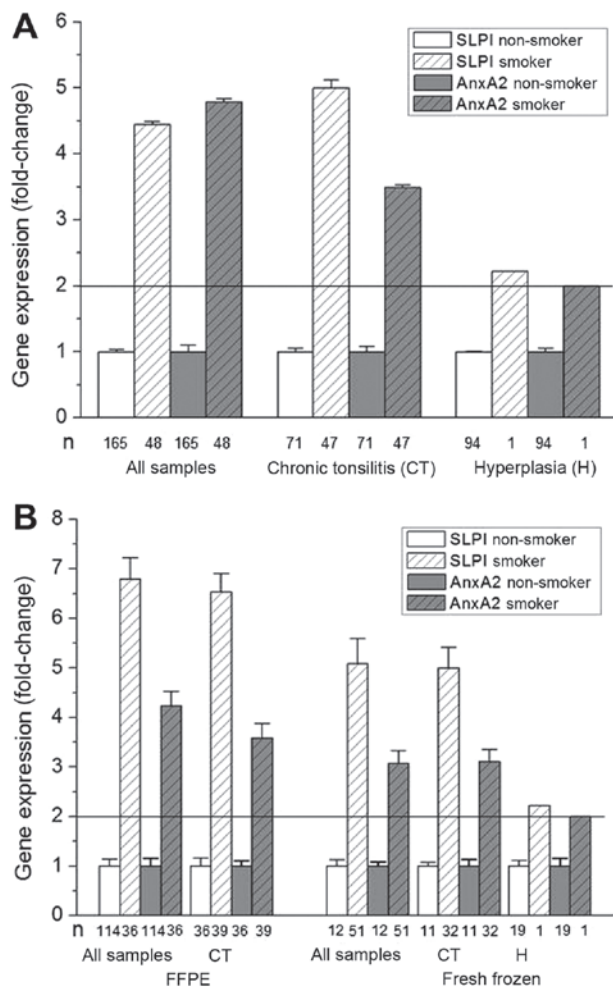 A
SLPI non-smoker
SLPI smoker
AnxA2 non-smoker
AnxA2 smoker
Gene expression (fold-change)
6
5
4
3
2
1
0
n 165 48 165 48 71 47 71 47 94 1 94 1
All samples Chronic tonsilitis (CT) Hyperplasia (H)
B
SLPI non-smoker
SLPI smoker
AnxA2 non-smoker
AnxA2 smoker
Gene expression (fold-change)
8
7
6
5
4
3
2
1
0
n 114 36 114 36 36 39 36 39 12 51 12 51 11 32 11 32 19 1 19 1
All samples CT All samples CT H
FFPE Fresh frozen